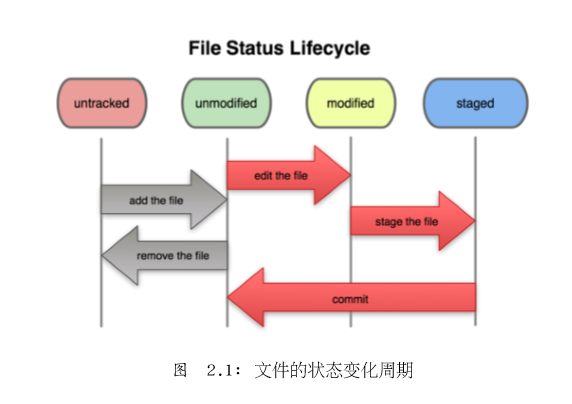 File Status Lifecycle
untracked unmodified modified staged
edit the file
add the file
stage the file
remove the file
commit
图 2.1: 文件的状态变化周期